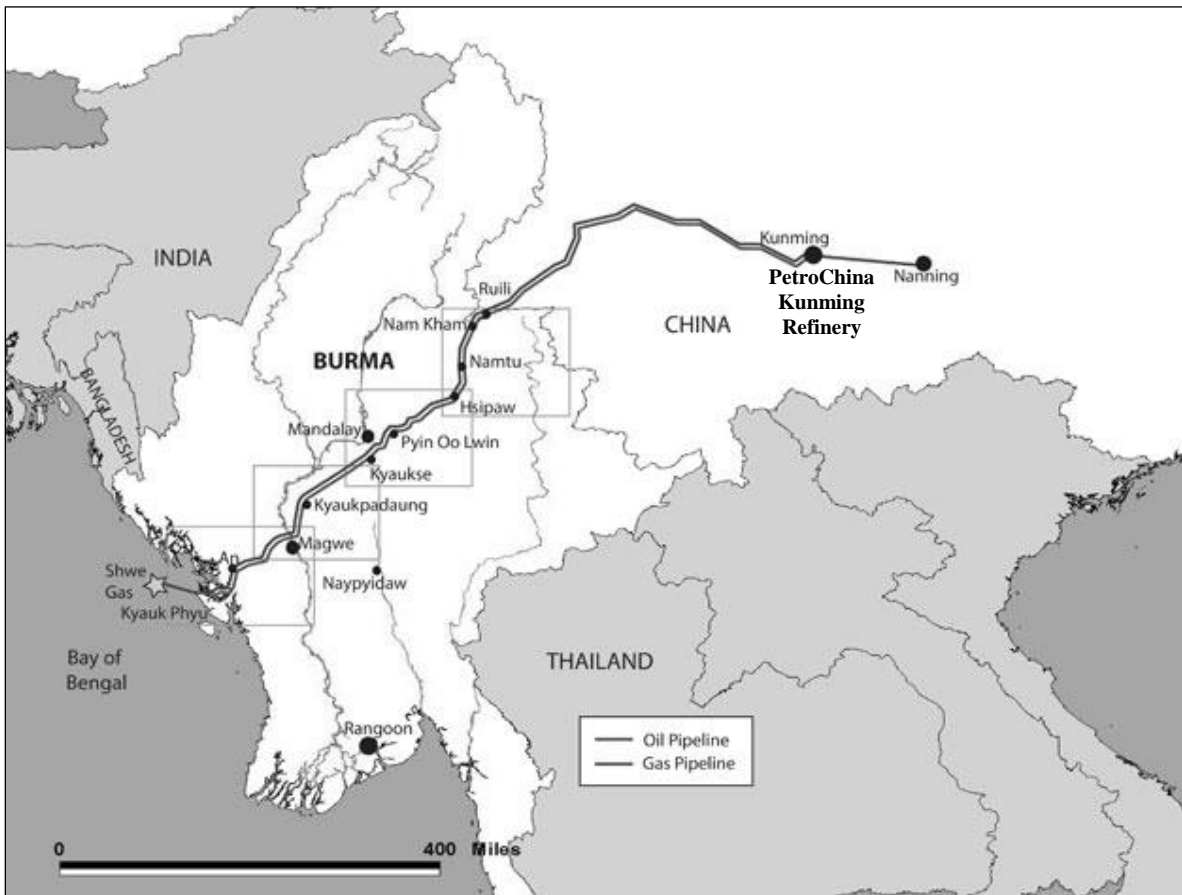 Kunming
Nanning
PetroChina
Kunming
Refinery
INDIA
Ruili
Nam Kham
CHINA
BURMA
Namtu
BANGLADESH
Hsipaw
Mandalay
Pyin Oo Lwin
Kyaukse
Kyaukpadaung
Magwe
An
Shwe
Gas
Naypyidaw
Kyauk Phyu
Bay of
Bengal
THAILAND
Rangoon
Oil Pipeline
Gas Pipeline
0 400 Miles